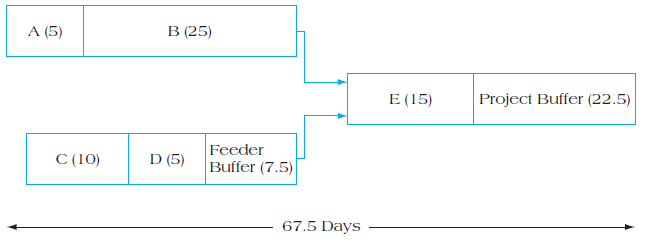 A (5)
B (25)
E (15)
Project Buffer (22.5)
C (10)
D (5)
Feeder
Buffer (7.5)
67.5 Days